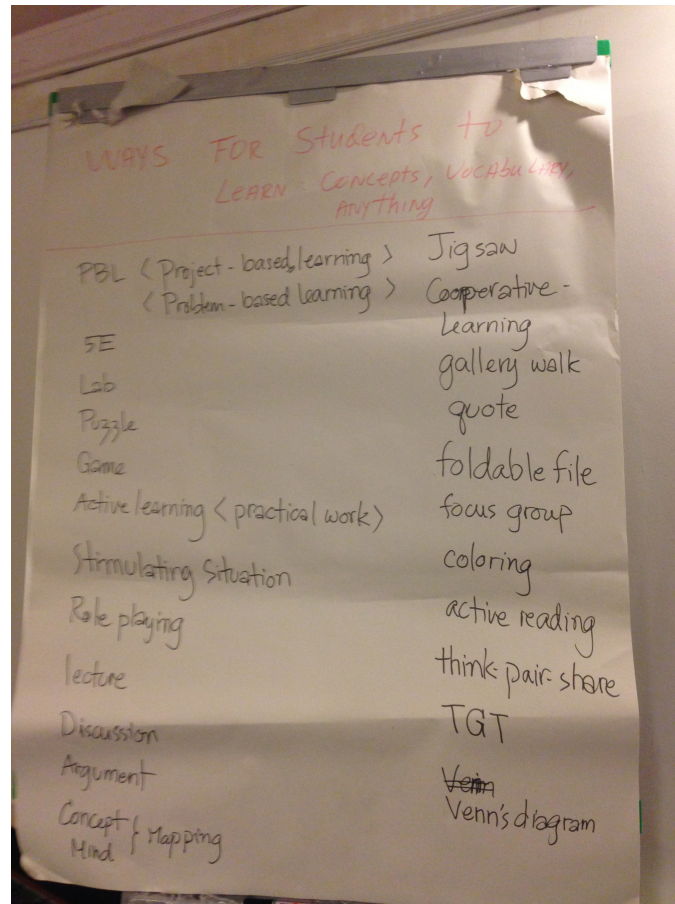 WAYS FOR Students to
LEARN Concepts, VOCAbuLARY,
ANYTHING
PBL < Project-based learning >
< Problem-based learning >
5E
Lab
Puzzle
Game
Active learning < practical work >
Stimulating Situation
Role playing
lecture
Discussion
Argument
Concept } Mapping
Mind
Jigsaw
Cooperative-
Learning
gallery walk
quote
foldable file
focus group
coloring
active reading
think-pair-share
TGT
Venn's diagram